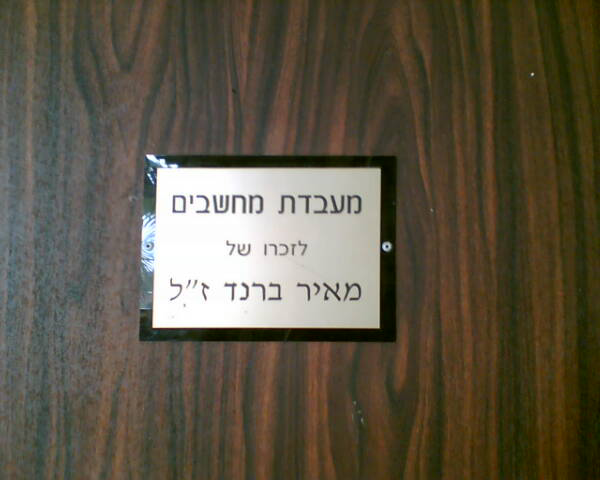 מעבדת מחשבים
לזכרו של
מאיר ברנד ז"ל